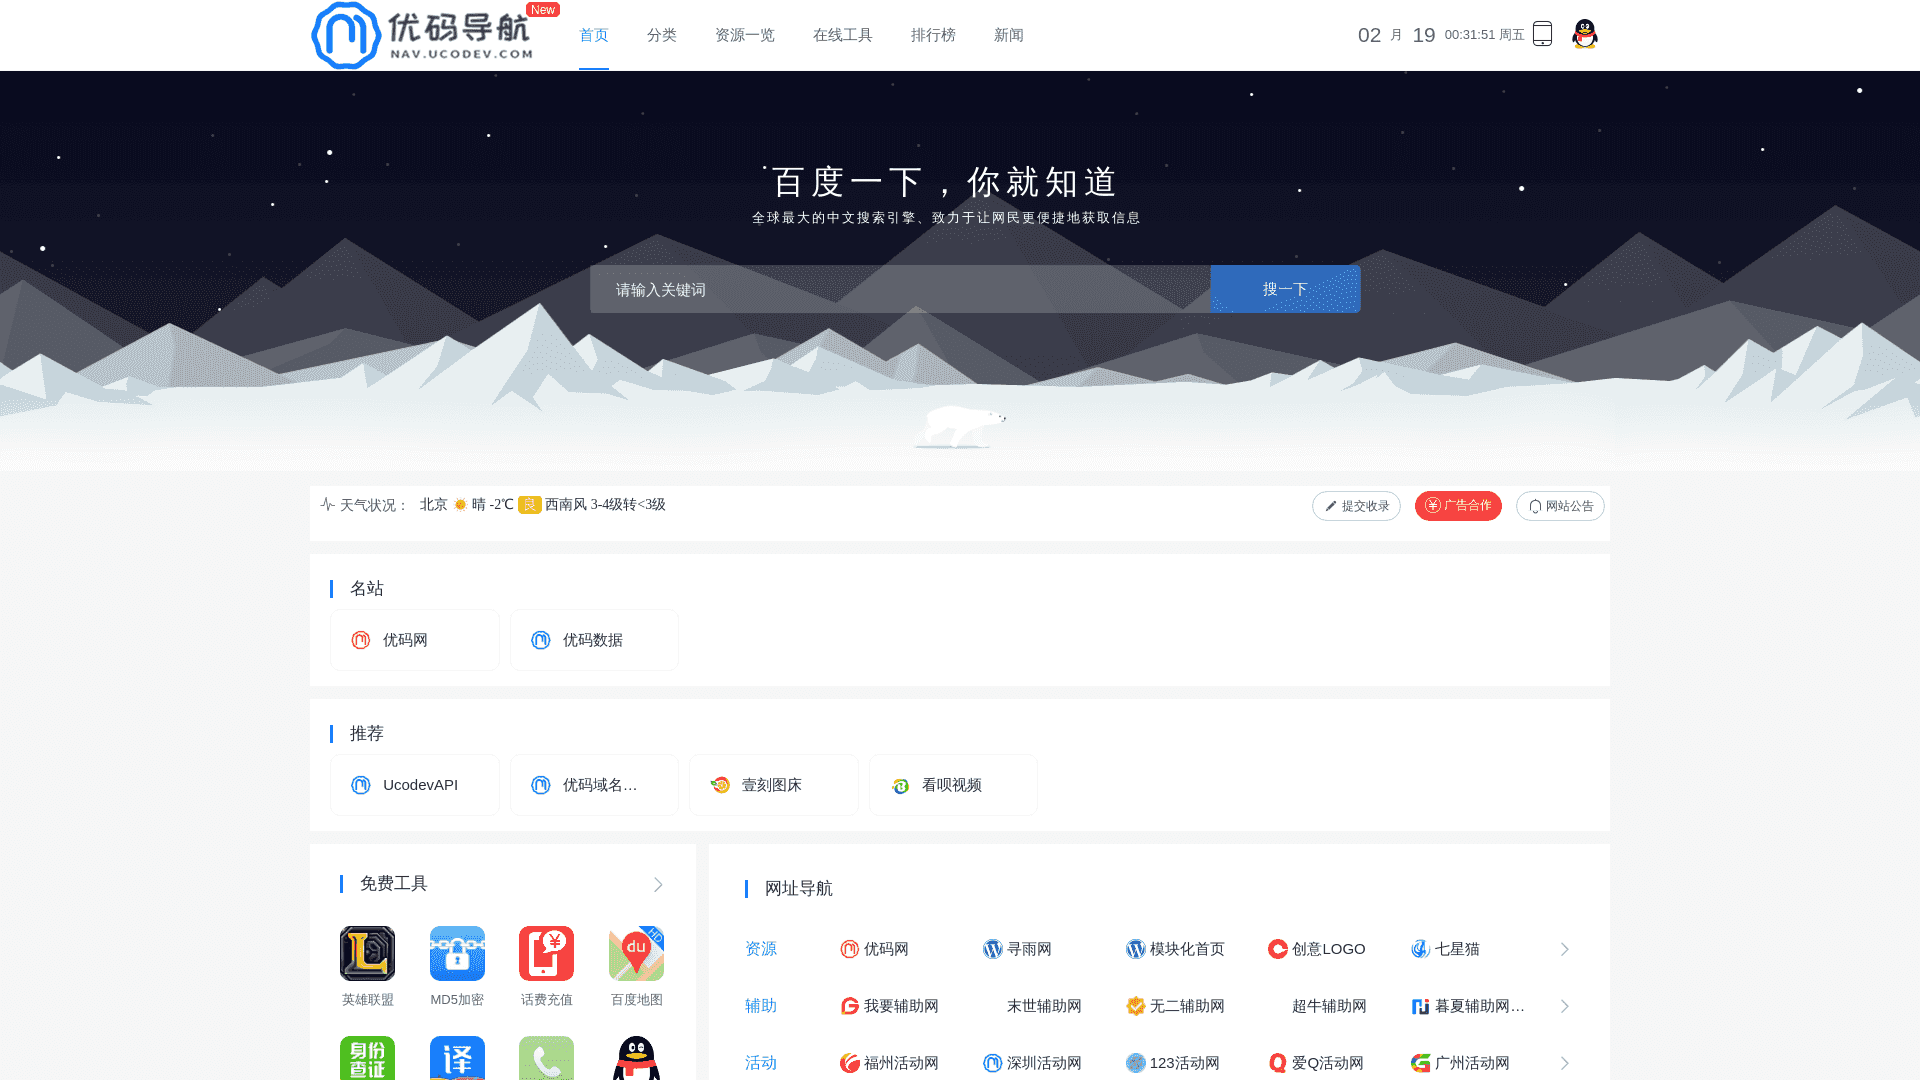 优码导航
NAV.UCODEV.COM
New
首页 分类 资源一览 在线工具 排行榜 新闻
02 月 19 00:31:51 周五
百度一下，你就知道
全球最大的中文搜索引擎、致力于让网民更便捷地获取信息
请输入关键词 搜一下
天气状况： 北京 晴 -2℃ 良 西南风 3-4级转<3级
提交收录 广告合作 网站公告
名站
优码网 优码数据
推荐
UcodevAPI 优码域名… 壹刻图床 看呗视频
免费工具
英雄联盟 MD5加密 话费充值 百度地图
du HD
身份
查证
译
网址导航
资源 优码网 寻雨网 模块化首页 创意LOGO 七星猫
辅助 我要辅助网 末世辅助网 无二辅助网 超牛辅助网 暮夏辅助网…
活动 福州活动网 深圳活动网 123活动网 爱Q活动网 广州活动网